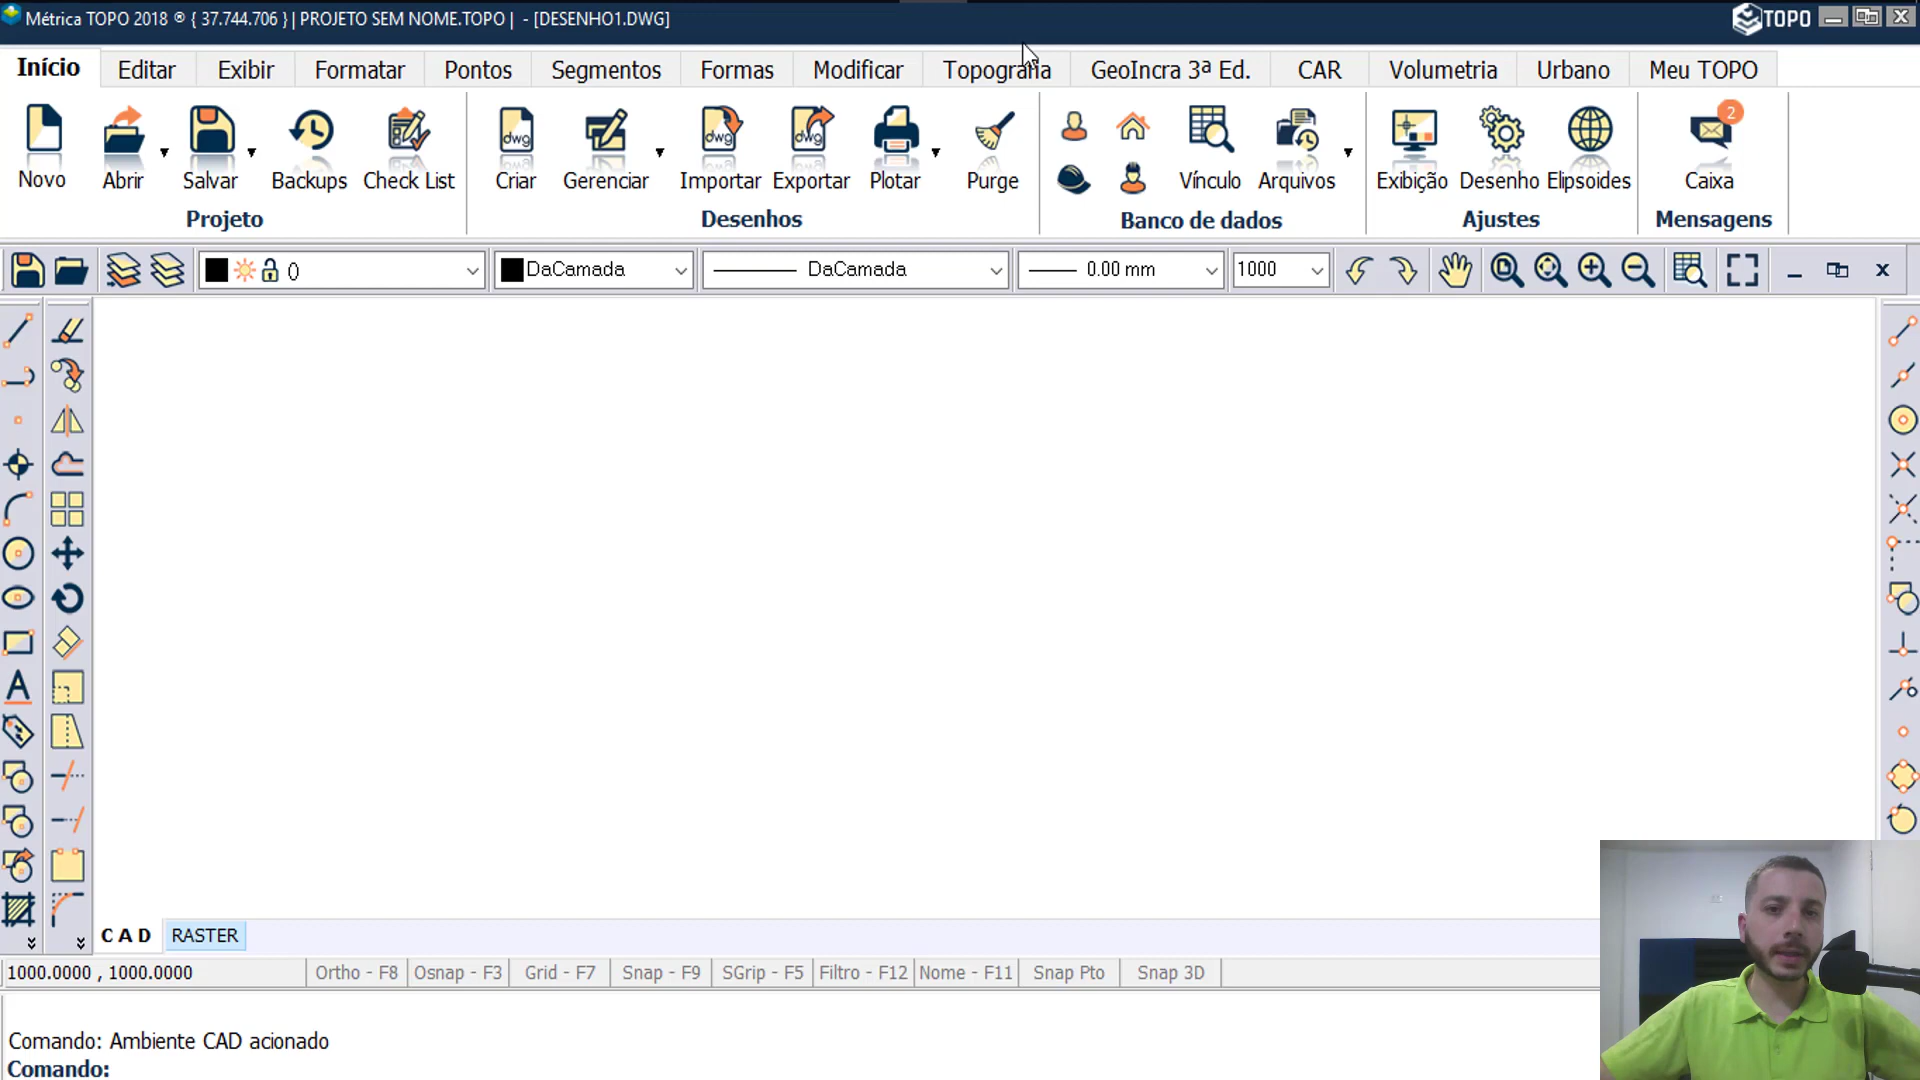 Métrica TOPO 2018 ® { 37.744.706 } | PROJETO SEM NOME.TOPO | - [DESENHO1.DWG]
TOPO
Início Editar Exibir Formatar Pontos Segmentos Formas Modificar Topografia GeoIncra 3ª Ed. CAR Volumetria Urbano Meu TOPO
dwg dwg dwg 2
Novo Abrir Salvar Backups Check List Criar Gerenciar Importar Exportar Plotar Purge Vínculo Arquivos Exibição Desenho Elipsoides Caixa
Projeto Desenhos Banco de dados Ajustes Mensagens
0 DaCamada DaCamada 0.00 mm 1000
A
CAD RASTER
1000.0000 , 1000.0000 Ortho - F8 Osnap - F3 Grid - F7 Snap - F9 SGrip - F5 Filtro - F12 Nome - F11 Snap Pto Snap 3D
Comando: Ambiente CAD acionado
Comando: